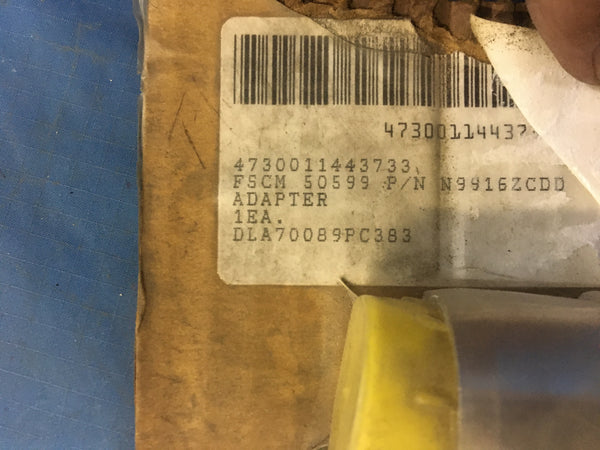 47300114437
4730011443733
FSCM 50599 P/N N9916ZCDD
ADAPTER
1EA.
DLA70089PC383